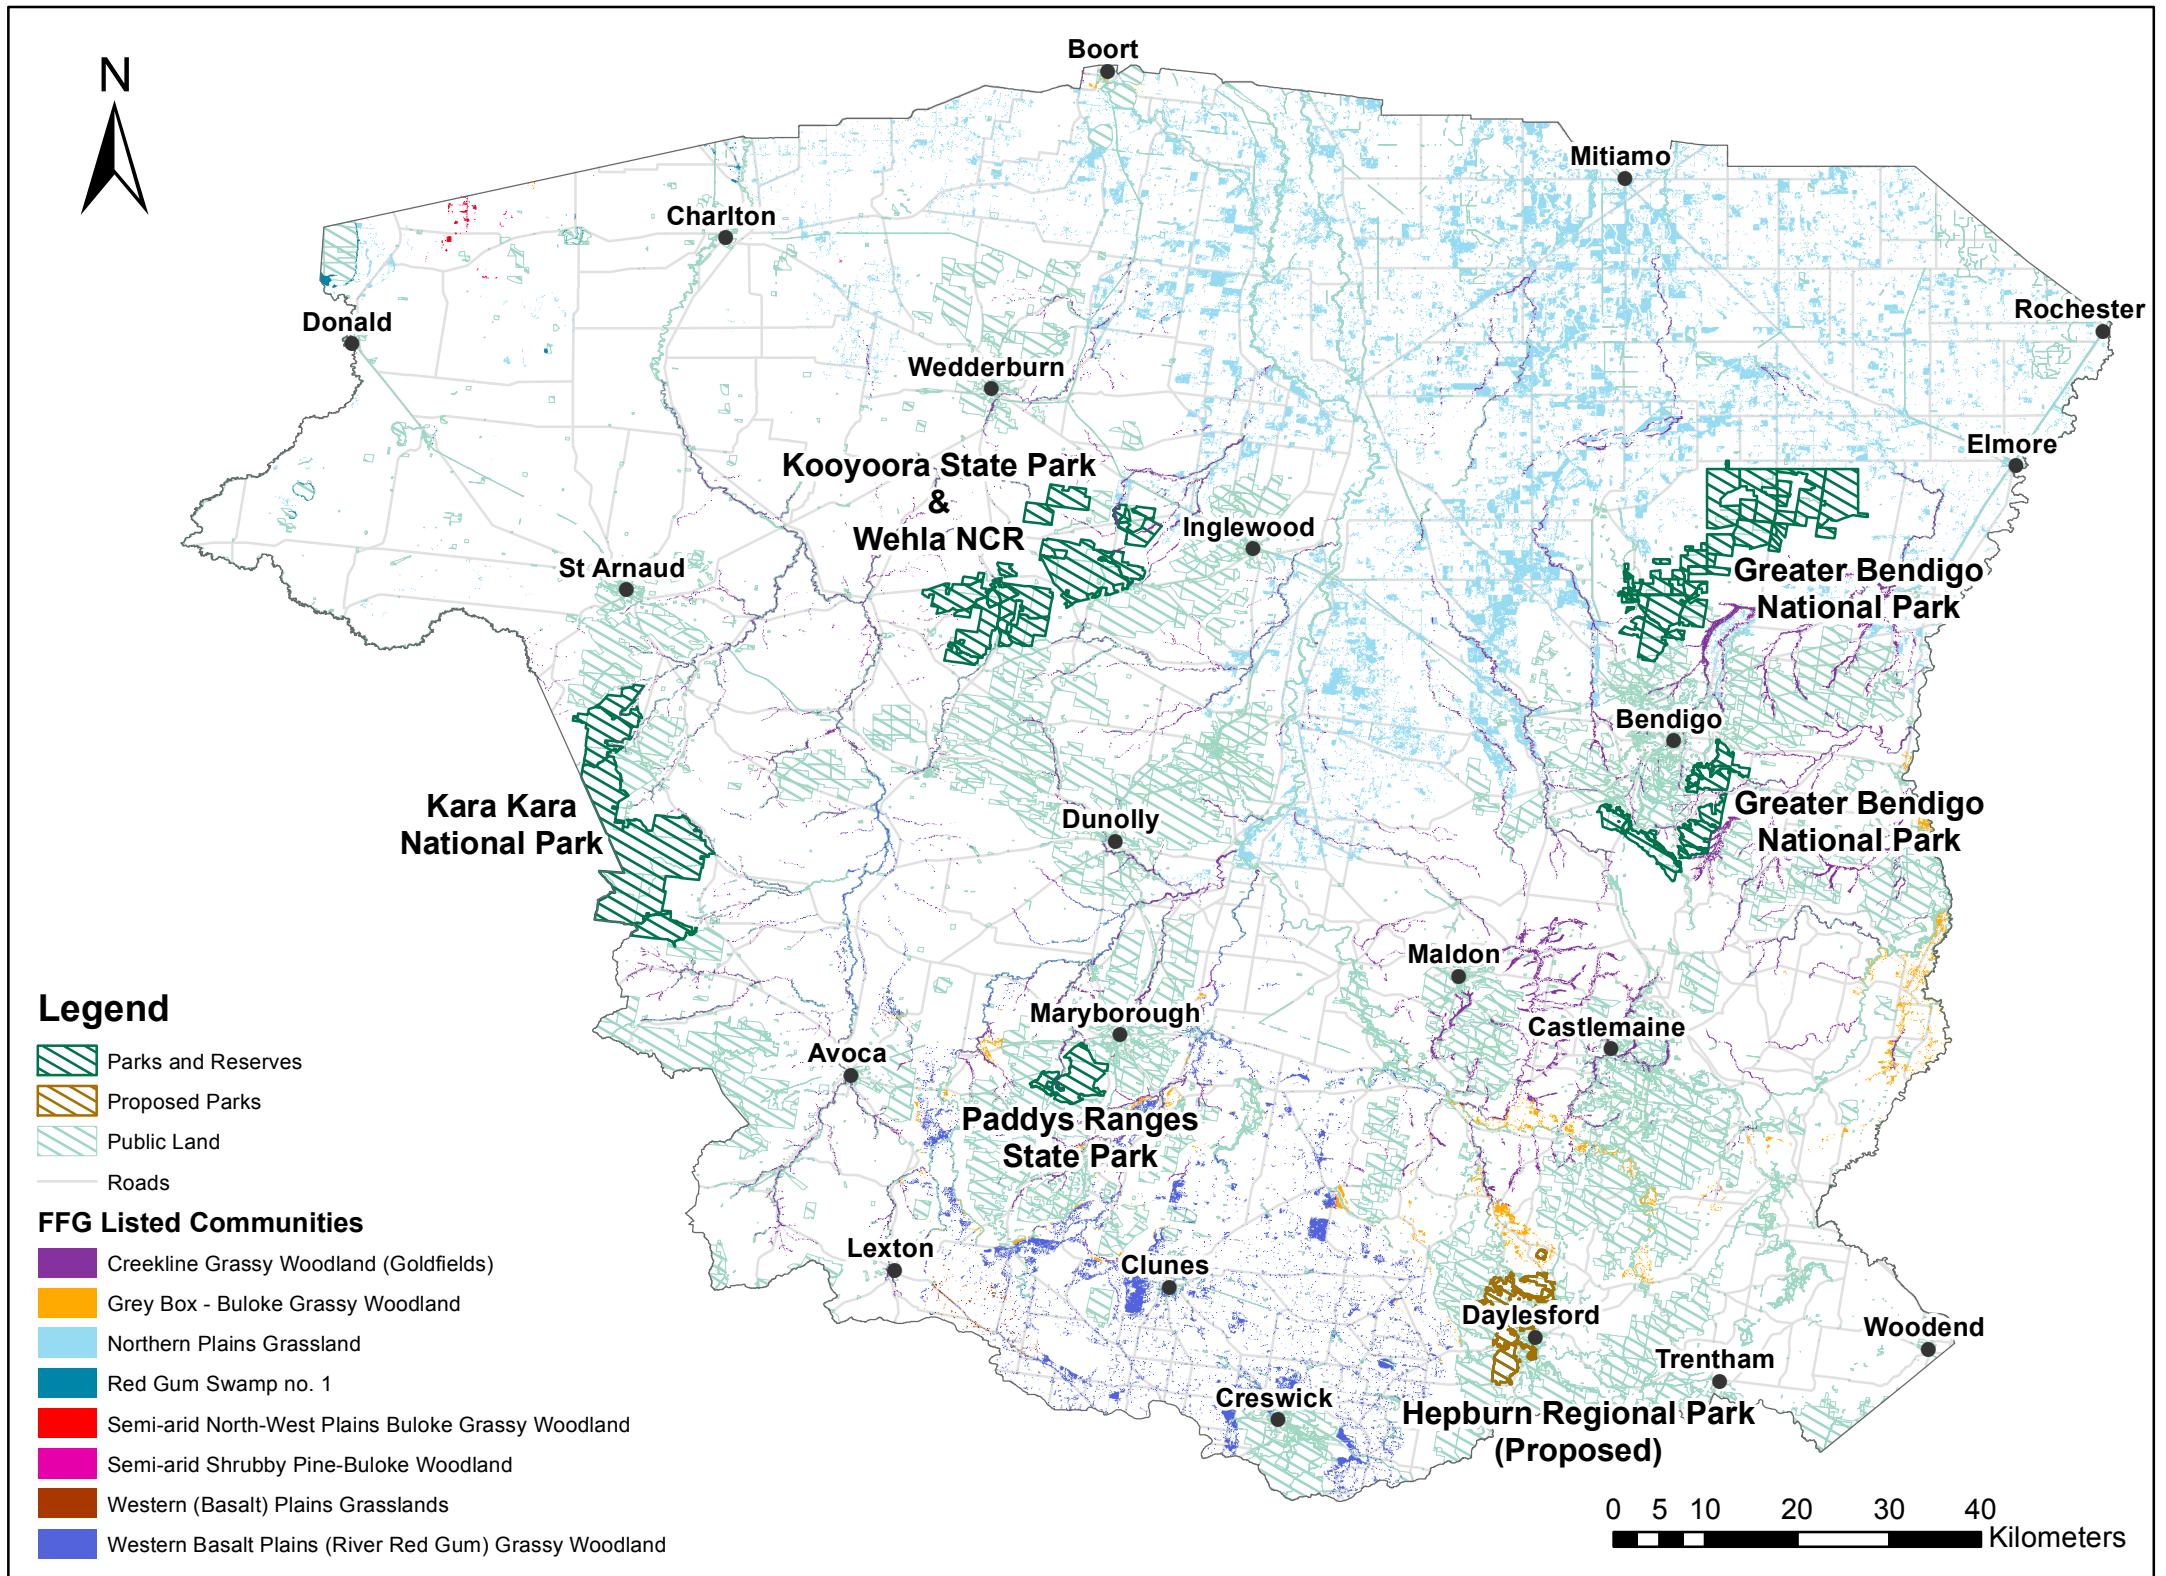 N
Boort
Mitiamo
Charlton
Rochester
Donald
Wedderburn
Elmore
Kooyoora State Park
&
Wehla NCR
Inglewood
St Arnaud
Greater Bendigo
National Park
Bendigo
Kara Kara
National Park
Greater Bendigo
National Park
Dunolly
Maldon
Maryborough
Castlemaine
Avoca
Paddys Ranges
State Park
Lexton
Clunes
Daylesford
Woodend
Trentham
Creswick
Hepburn Regional Park
(Proposed)
Legend
Parks and Reserves
Proposed Parks
Public Land
Roads
FFG Listed Communities
Creekline Grassy Woodland (Goldfields)
Grey Box - Buloke Grassy Woodland
Northern Plains Grassland
Red Gum Swamp no. 1
Semi-arid North-West Plains Buloke Grassy Woodland
Semi-arid Shrubby Pine-Buloke Woodland
Western (Basalt) Plains Grasslands
Western Basalt Plains (River Red Gum) Grassy Woodland
0 5 10 20 30 40
Kilometers